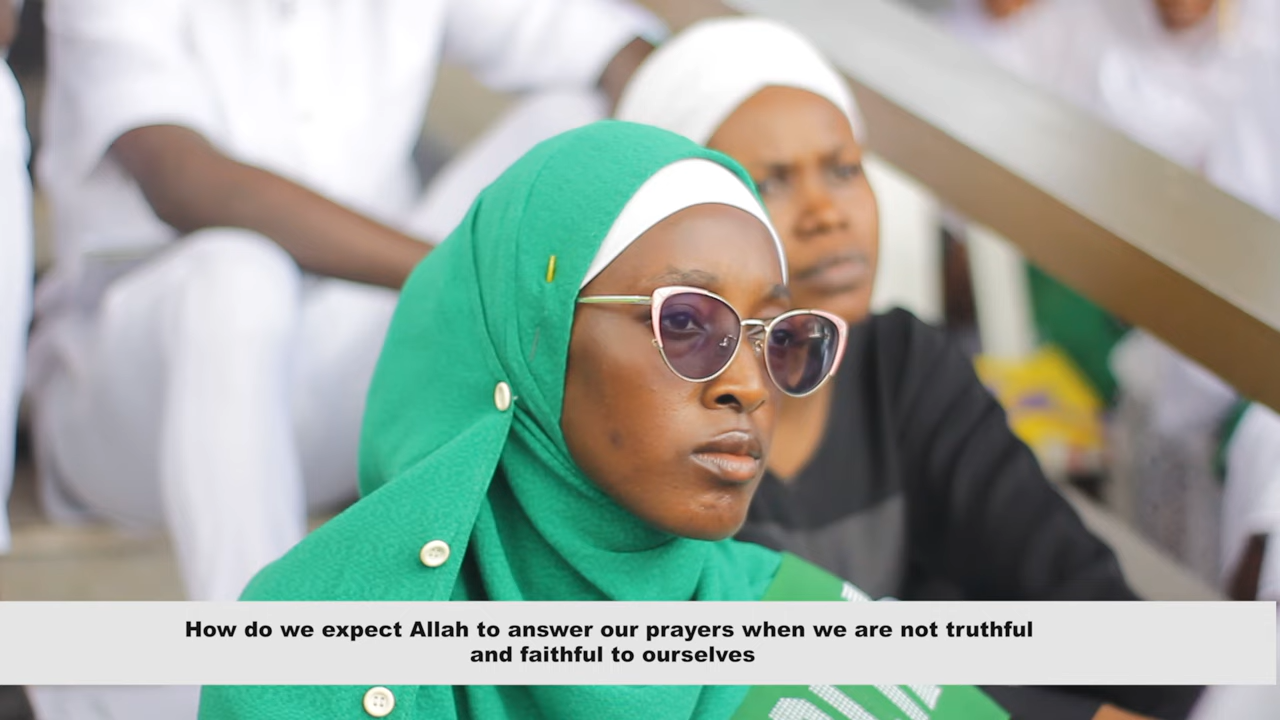 How do we expect Allah to answer our prayers when we are not truthful
and faithful to ourselves